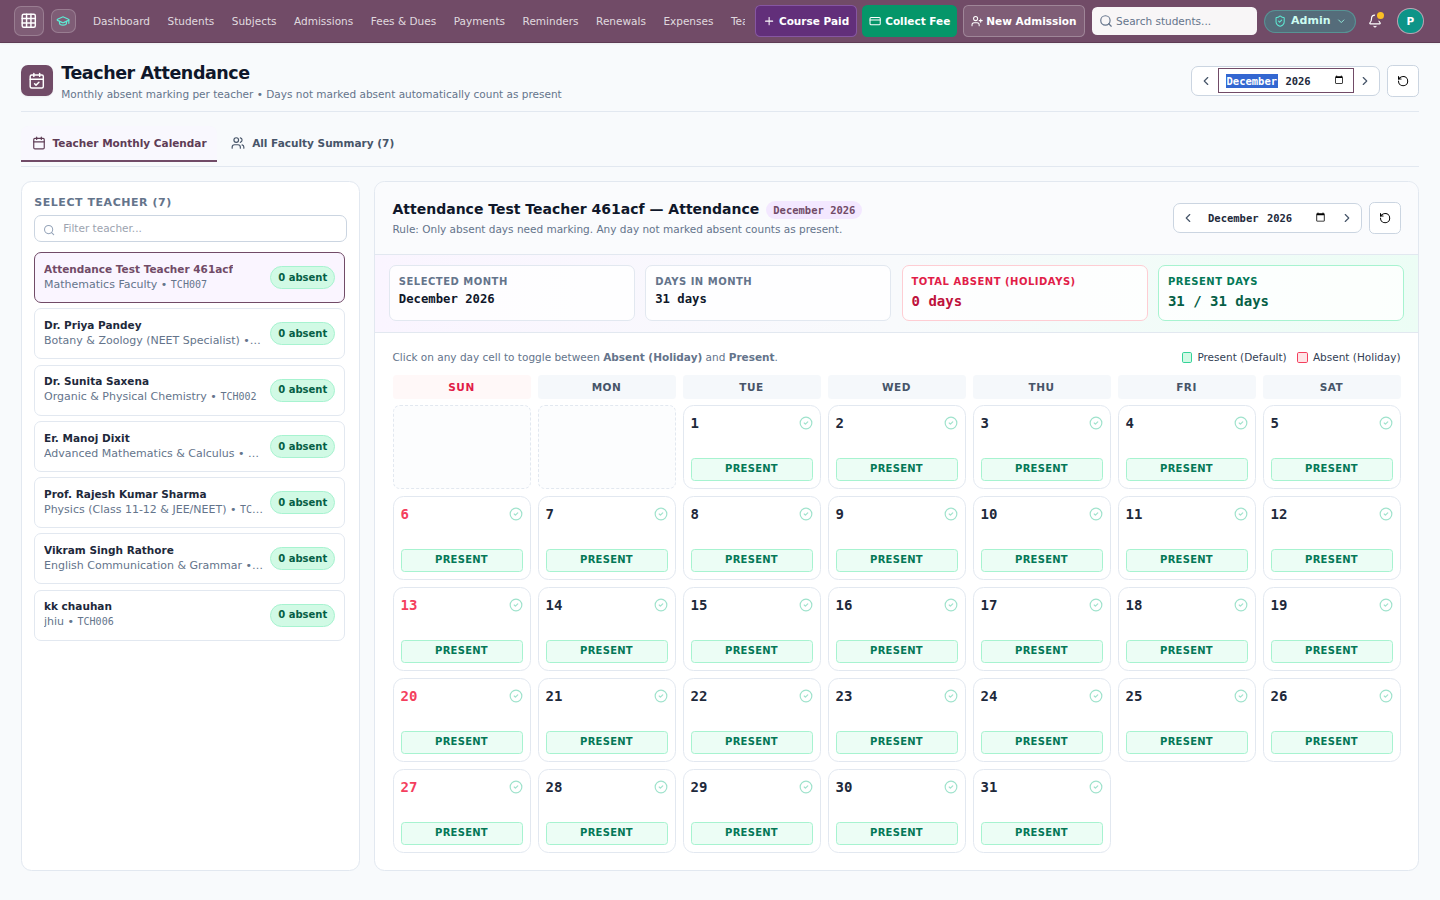 Dashboard Students Subjects Admissions Fees & Dues Payments Reminders Renewals Expenses Tea
Course Paid Collect Fee New Admission Search students... Admin P
Teacher Attendance
Monthly absent marking per teacher • Days not marked absent automatically count as present
December 2026
Teacher Monthly Calendar All Faculty Summary (7)
SELECT TEACHER (7)
Filter teacher...
Attendance Test Teacher 461acf
Mathematics Faculty • TCH007
0 absent
Dr. Priya Pandey
Botany & Zoology (NEET Specialist) •...
0 absent
Dr. Sunita Saxena
Organic & Physical Chemistry • TCH002
0 absent
Er. Manoj Dixit
Advanced Mathematics & Calculus • ...
0 absent
Prof. Rajesh Kumar Sharma
Physics (Class 11-12 & JEE/NEET) • TC...
0 absent
Vikram Singh Rathore
English Communication & Grammar •...
0 absent
kk chauhan
jhiu • TCH006
0 absent
Attendance Test Teacher 461acf — Attendance December 2026
Rule: Only absent days need marking. Any day not marked absent counts as present.
December 2026
SELECTED MONTH
December 2026
DAYS IN MONTH
31 days
TOTAL ABSENT (HOLIDAYS)
0 days
PRESENT DAYS
31 / 31 days
Click on any day cell to toggle between Absent (Holiday) and Present.
Present (Default) Absent (Holiday)
SUN MON TUE WED THU FRI SAT
1 2 3 4 5
PRESENT PRESENT PRESENT PRESENT PRESENT
6 7 8 9 10 11 12
PRESENT PRESENT PRESENT PRESENT PRESENT PRESENT PRESENT
13 14 15 16 17 18 19
PRESENT PRESENT PRESENT PRESENT PRESENT PRESENT PRESENT
20 21 22 23 24 25 26
PRESENT PRESENT PRESENT PRESENT PRESENT PRESENT PRESENT
27 28 29 30 31
PRESENT PRESENT PRESENT PRESENT PRESENT